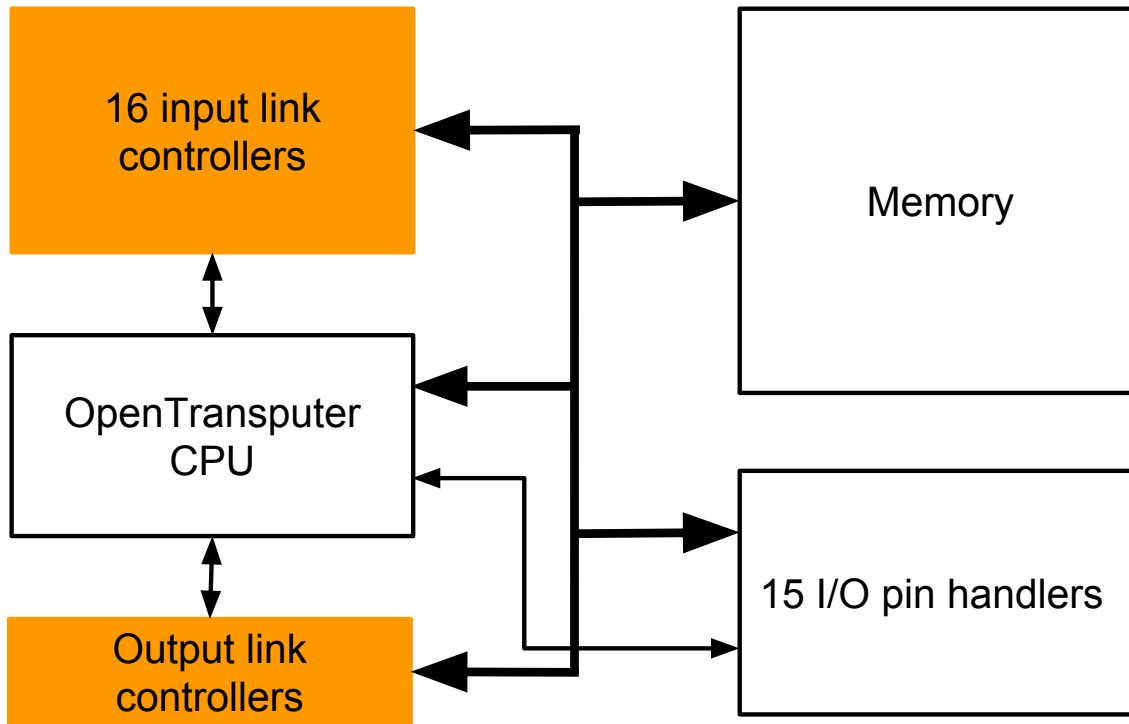 16 input link
controllers
Memory
OpenTransputer
CPU
15 I/O pin handlers
Output link
controllers